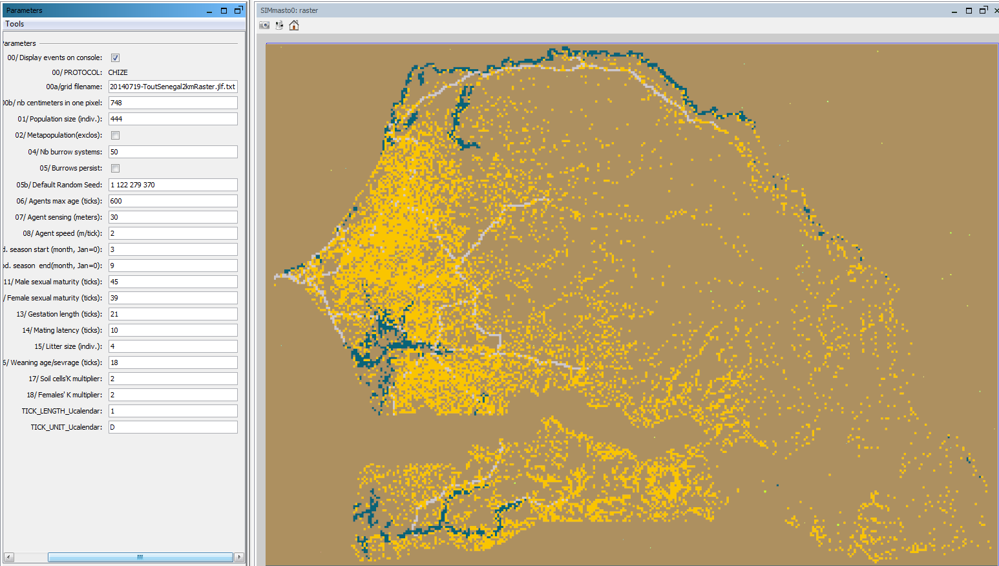 Parameters
SIMmasto0: raster
Tools
Parameters
00/ Display events on console:
00/ PROTOCOL: CHIZE
00a/grid filename: 20140719-ToutSenegal2kmRaster.jlf.txt
00b/ nb centimeters in one pixel: 748
01/ Population size (indiv.): 444
02/ Metapopulation(exclos):
04/ Nb burrow systems: 50
05/ Burrows persist:
05b/ Default Random Seed: 1 122 279 370
06/ Agents max age (ticks): 600
07/ Agent sensing (meters): 30
08/ Agent speed (m/tick): 2
d. season start (month, Jan=0): 3
od. season end(month, Jan=0): 9
11/ Male sexual maturity (ticks): 45
/ Female sexual maturity (ticks): 39
13/ Gestation length (ticks): 21
14/ Mating latency (ticks): 10
15/ Litter size (indiv.): 4
6/ Weaning age/sevrage (ticks): 18
17/ Soil cells'K multiplier: 2
18/ Females' K multiplier: 2
TICK_LENGTH_Ucalendar: 1
TICK_UNIT_Ucalendar: D